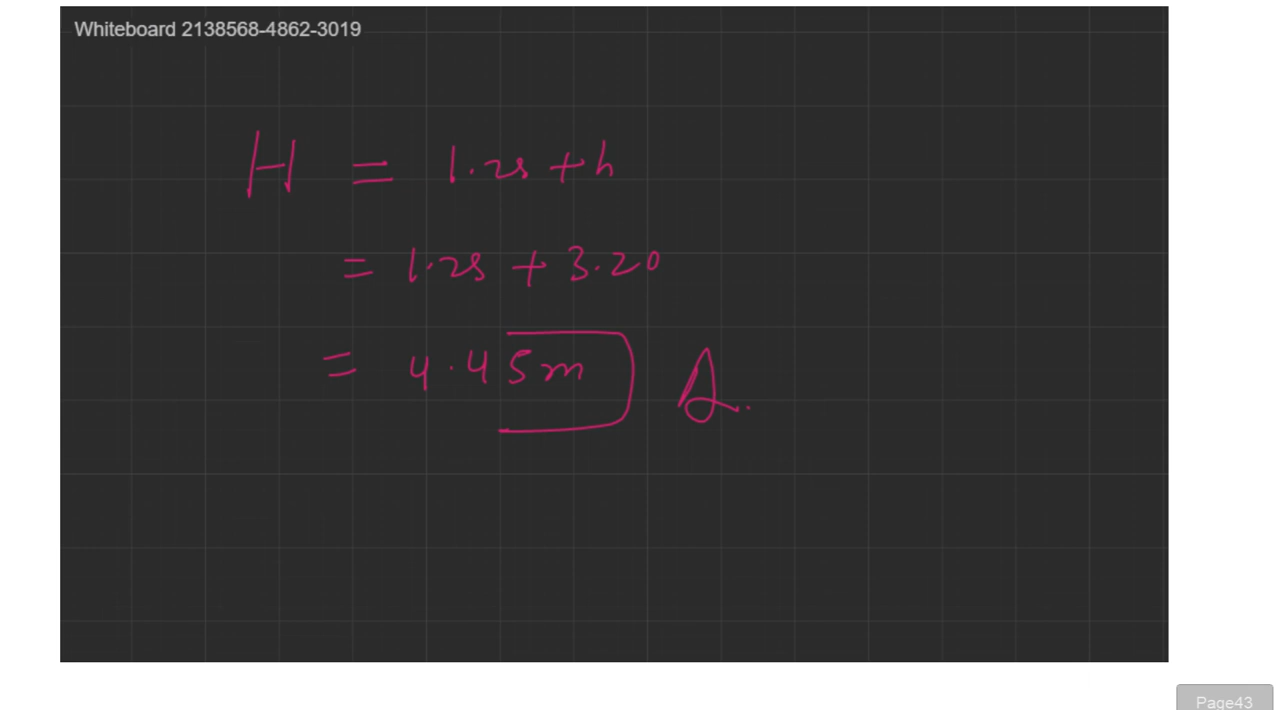 Whiteboard 2138568-4862-3019
H = 1.25 + h
= 1.25 + 3.20
= 4.45m A.
Page43